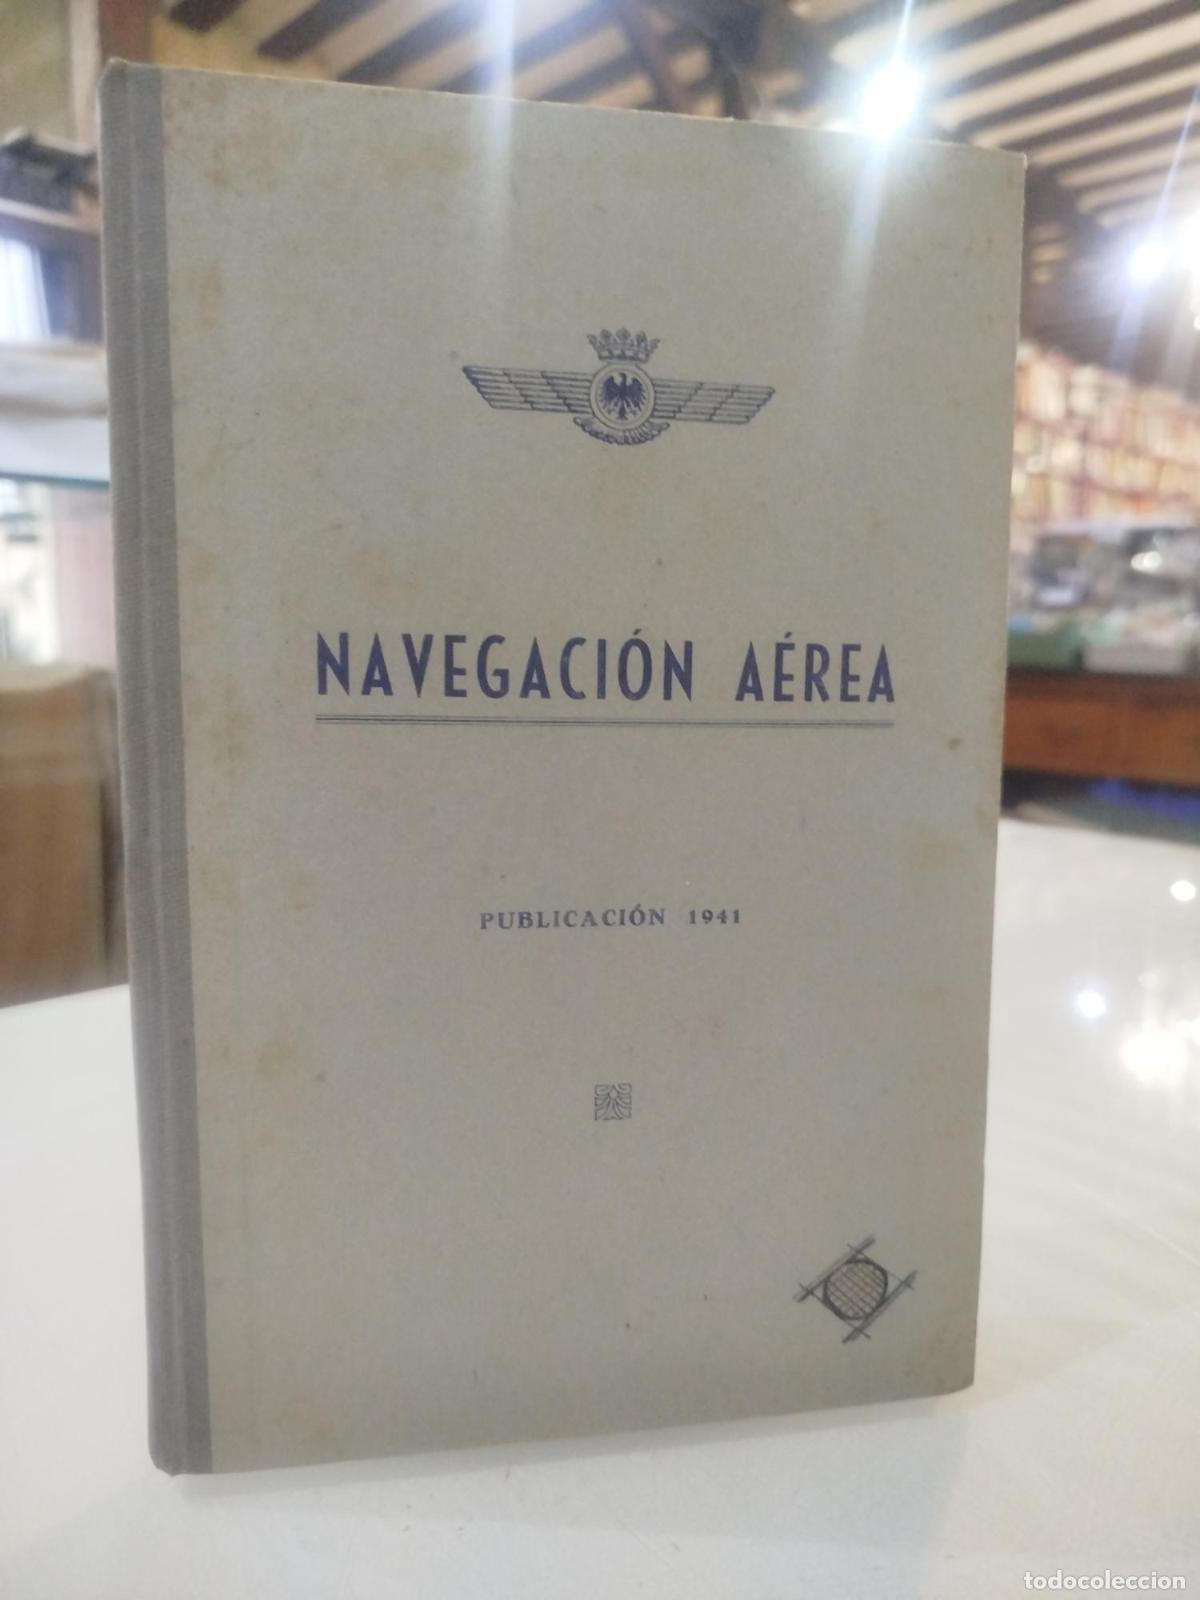 NAVEGACIÓN AÉREA
PUBLICACIÓN 1941
todocoleccion